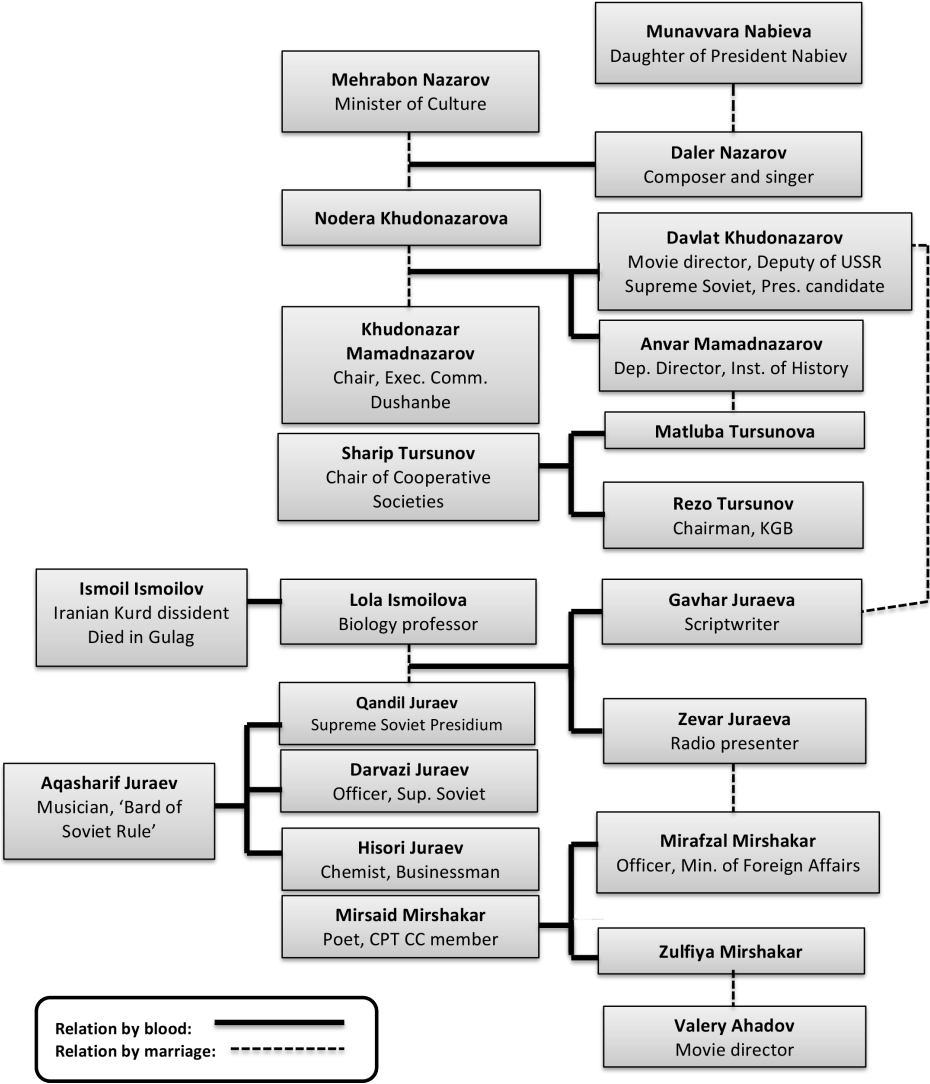 Munavvara Nabieva
Daughter of President Nabiev
Mehrabon Nazarov
Minister of Culture
Daler Nazarov
Composer and singer
Nodera Khudonazarova
Davlat Khudonazarov
Movie director, Deputy of USSR
Supreme Soviet, Pres. candidate
Khudonazar
Mamadnazarov
Chair, Exec. Comm.
Dushanbe
Anvar Mamadnazarov
Dep. Director, Inst. of History
Matluba Tursunova
Sharip Tursunov
Chair of Cooperative
Societies
Rezo Tursunov
Chairman, KGB
Ismoil Ismoilov
Iranian Kurd dissident
Died in Gulag
Lola Ismoilova
Biology professor
Gavhar Juraeva
Scriptwriter
Qandil Juraev
Supreme Soviet Presidium
Zevar Juraeva
Radio presenter
Aqasharif Juraev
Musician, ‘Bard of
Soviet Rule’
Darvazi Juraev
Officer, Sup. Soviet
Hisori Juraev
Chemist, Businessman
Mirafzal Mirshakar
Officer, Min. of Foreign Affairs
Mirsaid Mirshakar
Poet, CPT CC member
Zulfiya Mirshakar
Valery Ahadov
Movie director
Relation by blood:
Relation by marriage: